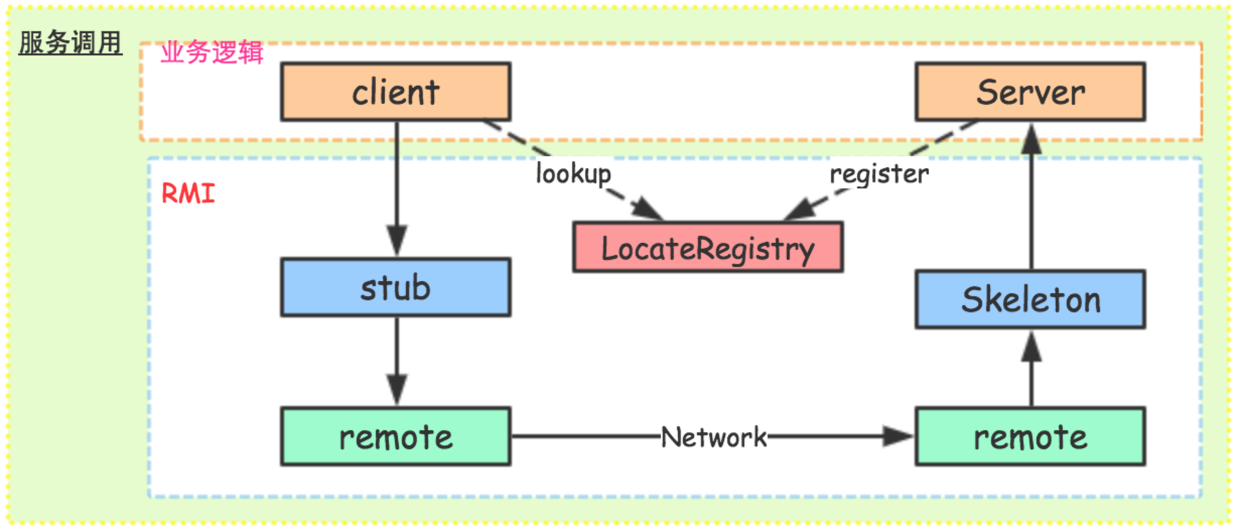 服务调用
业务逻辑
client
Server
lookup
register
RMI
LocateRegistry
stub
Skeleton
remote
Network
remote